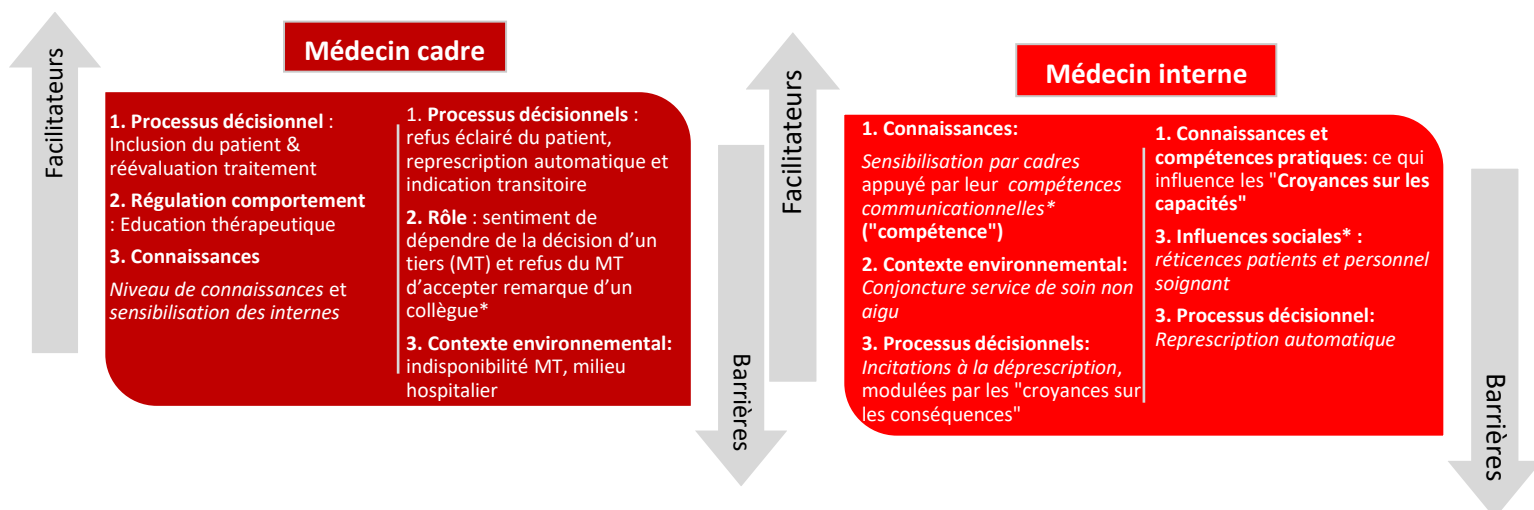 Facilitateurs
Médecin cadre
1. Processus décisionnel :
Inclusion du patient &
réévaluation traitement
2. Régulation comportement
: Education thérapeutique
3. Connaissances
Niveau de connaissances et
sensibilisation des internes
1. Processus décisionnels :
refus éclairé du patient,
represcription automatique et
indication transitoire
2. Rôle : sentiment de
dépendre de la décision d’un
tiers (MT) et refus du MT
d’accepter remarque d’un
collègue*
3. Contexte environnemental:
indisponibilité MT, milieu
hospitalier
Barrières
Facilitateurs
Médecin interne
1. Connaissances:
Sensibilisation par cadres
appuyé par leur compétences
communicationnelles*
("compétence")
2. Contexte environnemental:
Conjoncture service de soin non
aigu
3. Processus décisionnels:
Incitations à la déprescription,
modulées par les "croyances sur
les conséquences"
1. Connaissances et
compétences pratiques: ce qui
influence les "Croyances sur les
capacités"
3. Influences sociales* :
réticences patients et personnel
soignant
3. Processus décisionnel:
Represcription automatique
Barrières